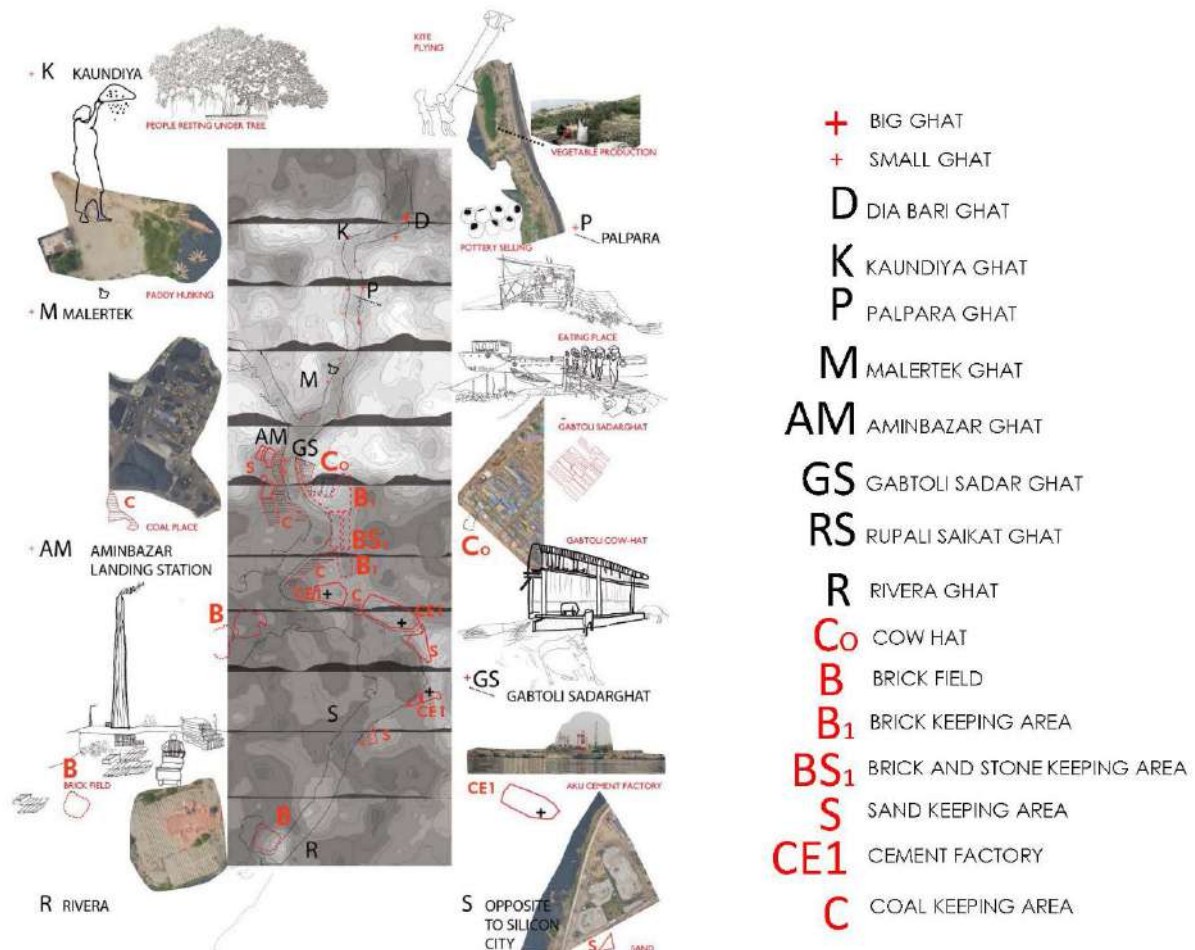 K KAUNDIYA
PEOPLE RESTING UNDER TREE
PADDY HUSKING
M MALERTEK
C
COAL PLACE
AM AMINBAZAR
LANDING STATION
B
BRICK FIELD
R RIVERA
D
K
P
M
AM
GS
S
C
Co
B1
C
BS1
B1
C
CE1
C
CE1
B
S
CE1
S
S
B
R
KITE
FLYING
VEGETABLE PRODUCTION
P
PALPARA
POTTERY SELLING
EATING PLACE
GABTOLI SADARGHAT
Co
GABTOLI COW-HAT
GS
GABTOLI SADARGHAT
CE1
AKU CEMENT FACTORY
S OPPOSITE
TO SILICON
CITY
S
SAND
BIG GHAT
SMALL GHAT
D DIA BARI GHAT
K KAUNDIYA GHAT
P PALPARA GHAT
M MALERTEK GHAT
AM AMINBAZAR GHAT
GS GABTOLI SADAR GHAT
RS RUPALI SAIKAT GHAT
R RIVERA GHAT
Co COW HAT
B BRICK FIELD
B1 BRICK KEEPING AREA
BS1 BRICK AND STONE KEEPING AREA
S SAND KEEPING AREA
CE1 CEMENT FACTORY
C COAL KEEPING AREA